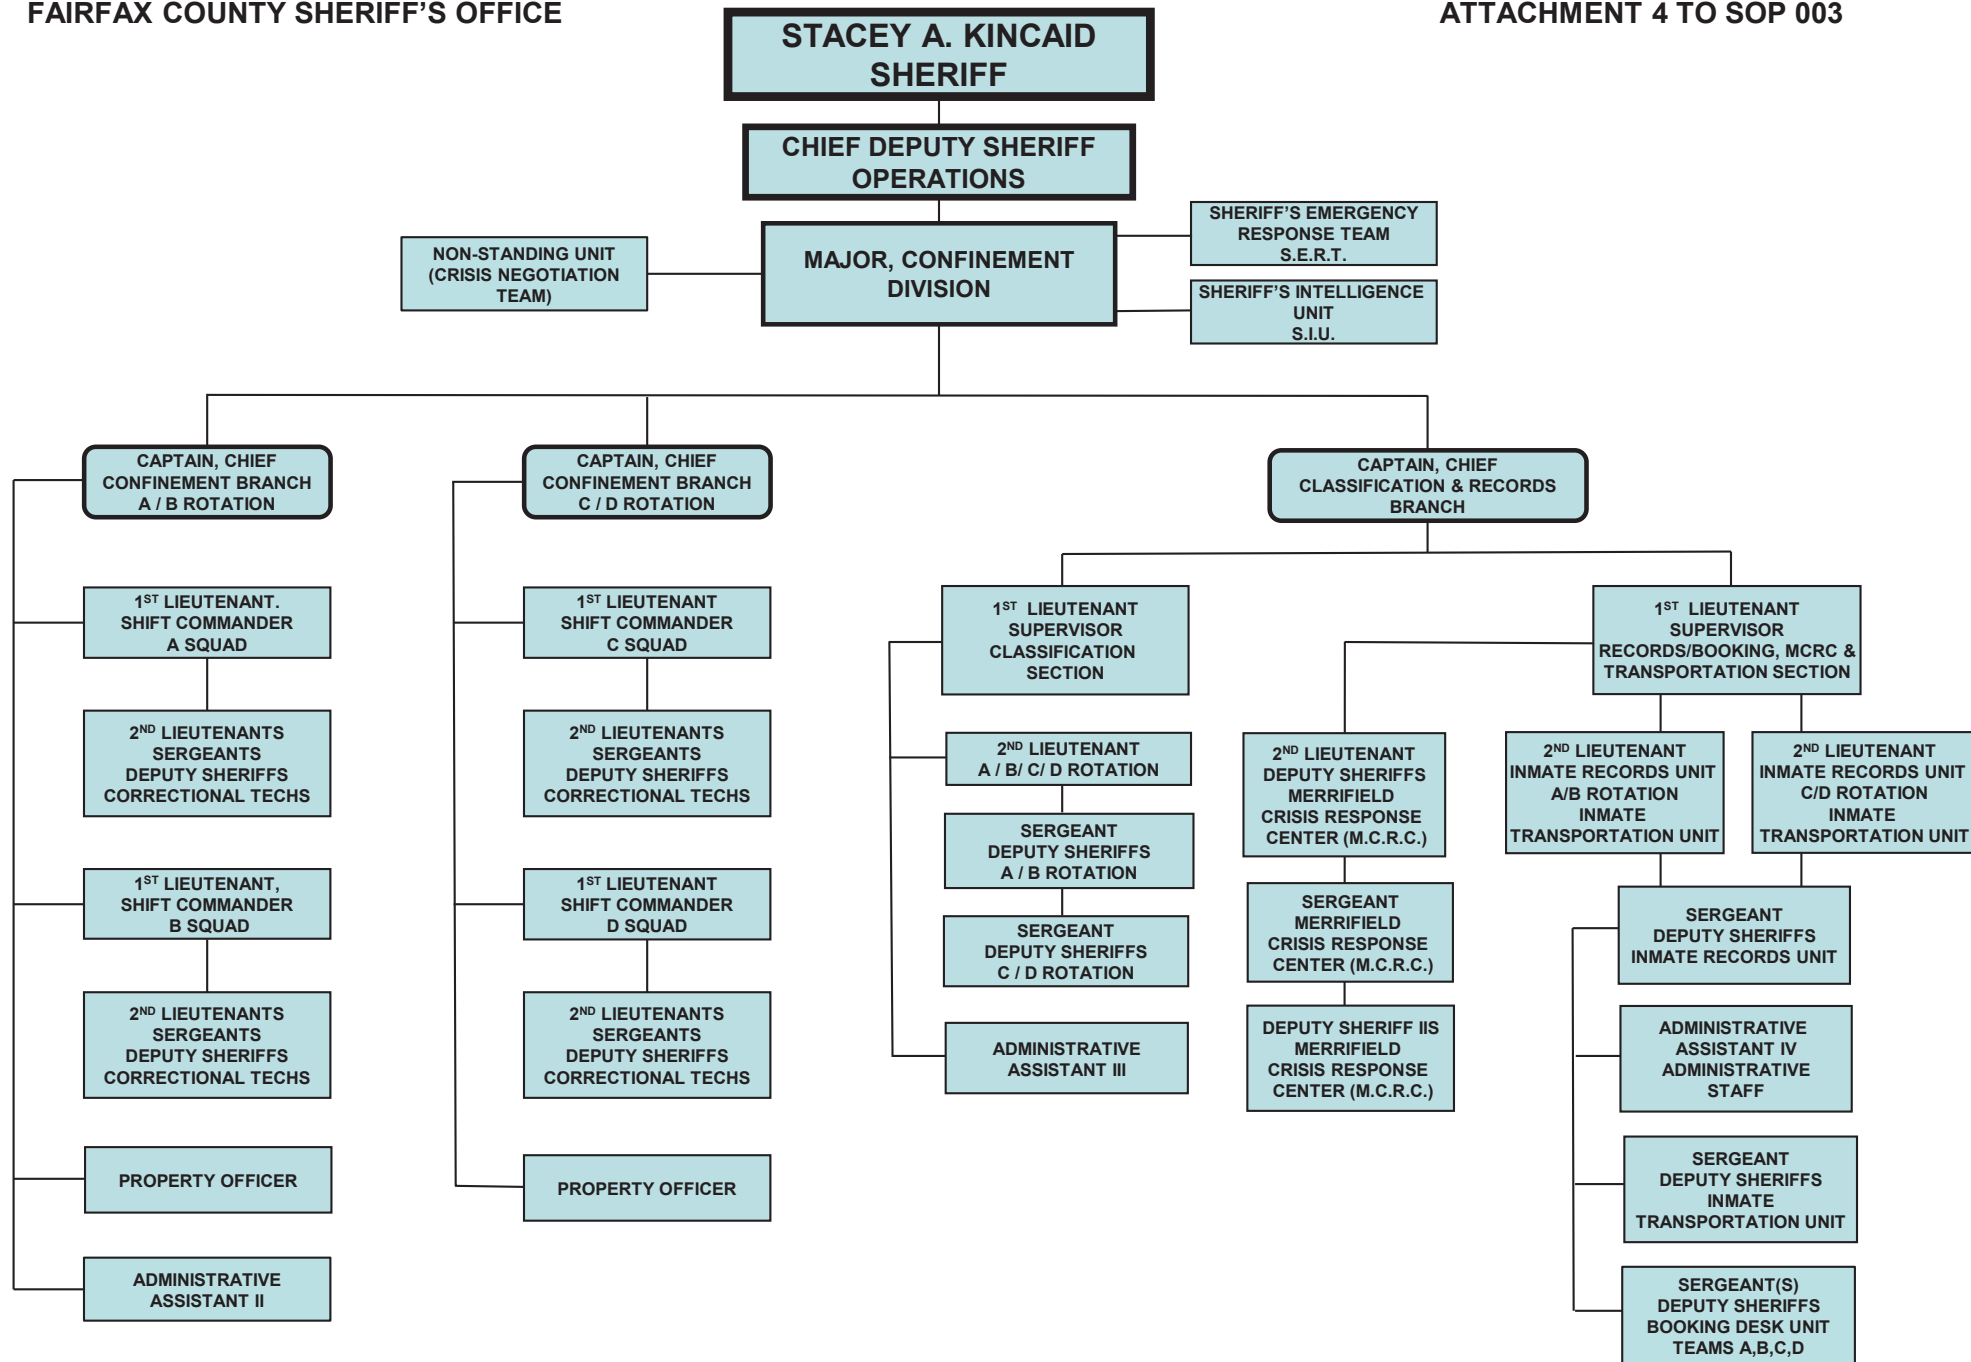 FAIRFAX COUNTY SHERIFF'S OFFICE
ATTACHMENT 4 TO SOP 003
STACEY A. KINCAID
SHERIFF
CHIEF DEPUTY SHERIFF
OPERATIONS
NON-STANDING UNIT
(CRISIS NEGOTIATION
TEAM)
MAJOR, CONFINEMENT
DIVISION
SHERIFF'S EMERGENCY
RESPONSE TEAM
S.E.R.T.
SHERIFF'S INTELLIGENCE
UNIT
S.I.U.
CAPTAIN, CHIEF
CONFINEMENT BRANCH
A / B ROTATION
1ST LIEUTENANT.
SHIFT COMMANDER
A SQUAD
2ND LIEUTENANTS
SERGEANTS
DEPUTY SHERIFFS
CORRECTIONAL TECHS
1ST LIEUTENANT,
SHIFT COMMANDER
B SQUAD
2ND LIEUTENANTS
SERGEANTS
DEPUTY SHERIFFS
CORRECTIONAL TECHS
PROPERTY OFFICER
ADMINISTRATIVE
ASSISTANT II
CAPTAIN, CHIEF
CONFINEMENT BRANCH
C / D ROTATION
1ST LIEUTENANT
SHIFT COMMANDER
C SQUAD
2ND LIEUTENANTS
SERGEANTS
DEPUTY SHERIFFS
CORRECTIONAL TECHS
1ST LIEUTENANT
SHIFT COMMANDER
D SQUAD
2ND LIEUTENANTS
SERGEANTS
DEPUTY SHERIFFS
CORRECTIONAL TECHS
PROPERTY OFFICER
CAPTAIN, CHIEF
CLASSIFICATION & RECORDS
BRANCH
1ST LIEUTENANT
SUPERVISOR
CLASSIFICATION
SECTION
2ND LIEUTENANT
A / B/ C/ D ROTATION
SERGEANT
DEPUTY SHERIFFS
A / B ROTATION
SERGEANT
DEPUTY SHERIFFS
C / D ROTATION
ADMINISTRATIVE
ASSISTANT III
1ST LIEUTENANT
SUPERVISOR
RECORDS/BOOKING, MCRC &
TRANSPORTATION SECTION
2ND LIEUTENANT
DEPUTY SHERIFFS
MERRIFIELD
CRISIS RESPONSE
CENTER (M.C.R.C.)
SERGEANT
MERRIFIELD
CRISIS RESPONSE
CENTER (M.C.R.C.)
DEPUTY SHERIFF IIS
MERRIFIELD
CRISIS RESPONSE
CENTER (M.C.R.C.)
2ND LIEUTENANT
INMATE RECORDS UNIT
A/B ROTATION
INMATE
TRANSPORTATION UNIT
2ND LIEUTENANT
INMATE RECORDS UNIT
C/D ROTATION
INMATE
TRANSPORTATION UNIT
SERGEANT
DEPUTY SHERIFFS
INMATE RECORDS UNIT
ADMINISTRATIVE
ASSISTANT IV
ADMINISTRATIVE
STAFF
SERGEANT
DEPUTY SHERIFFS
INMATE
TRANSPORTATION UNIT
SERGEANT(S)
DEPUTY SHERIFFS
BOOKING DESK UNIT
TEAMS A,B,C,D